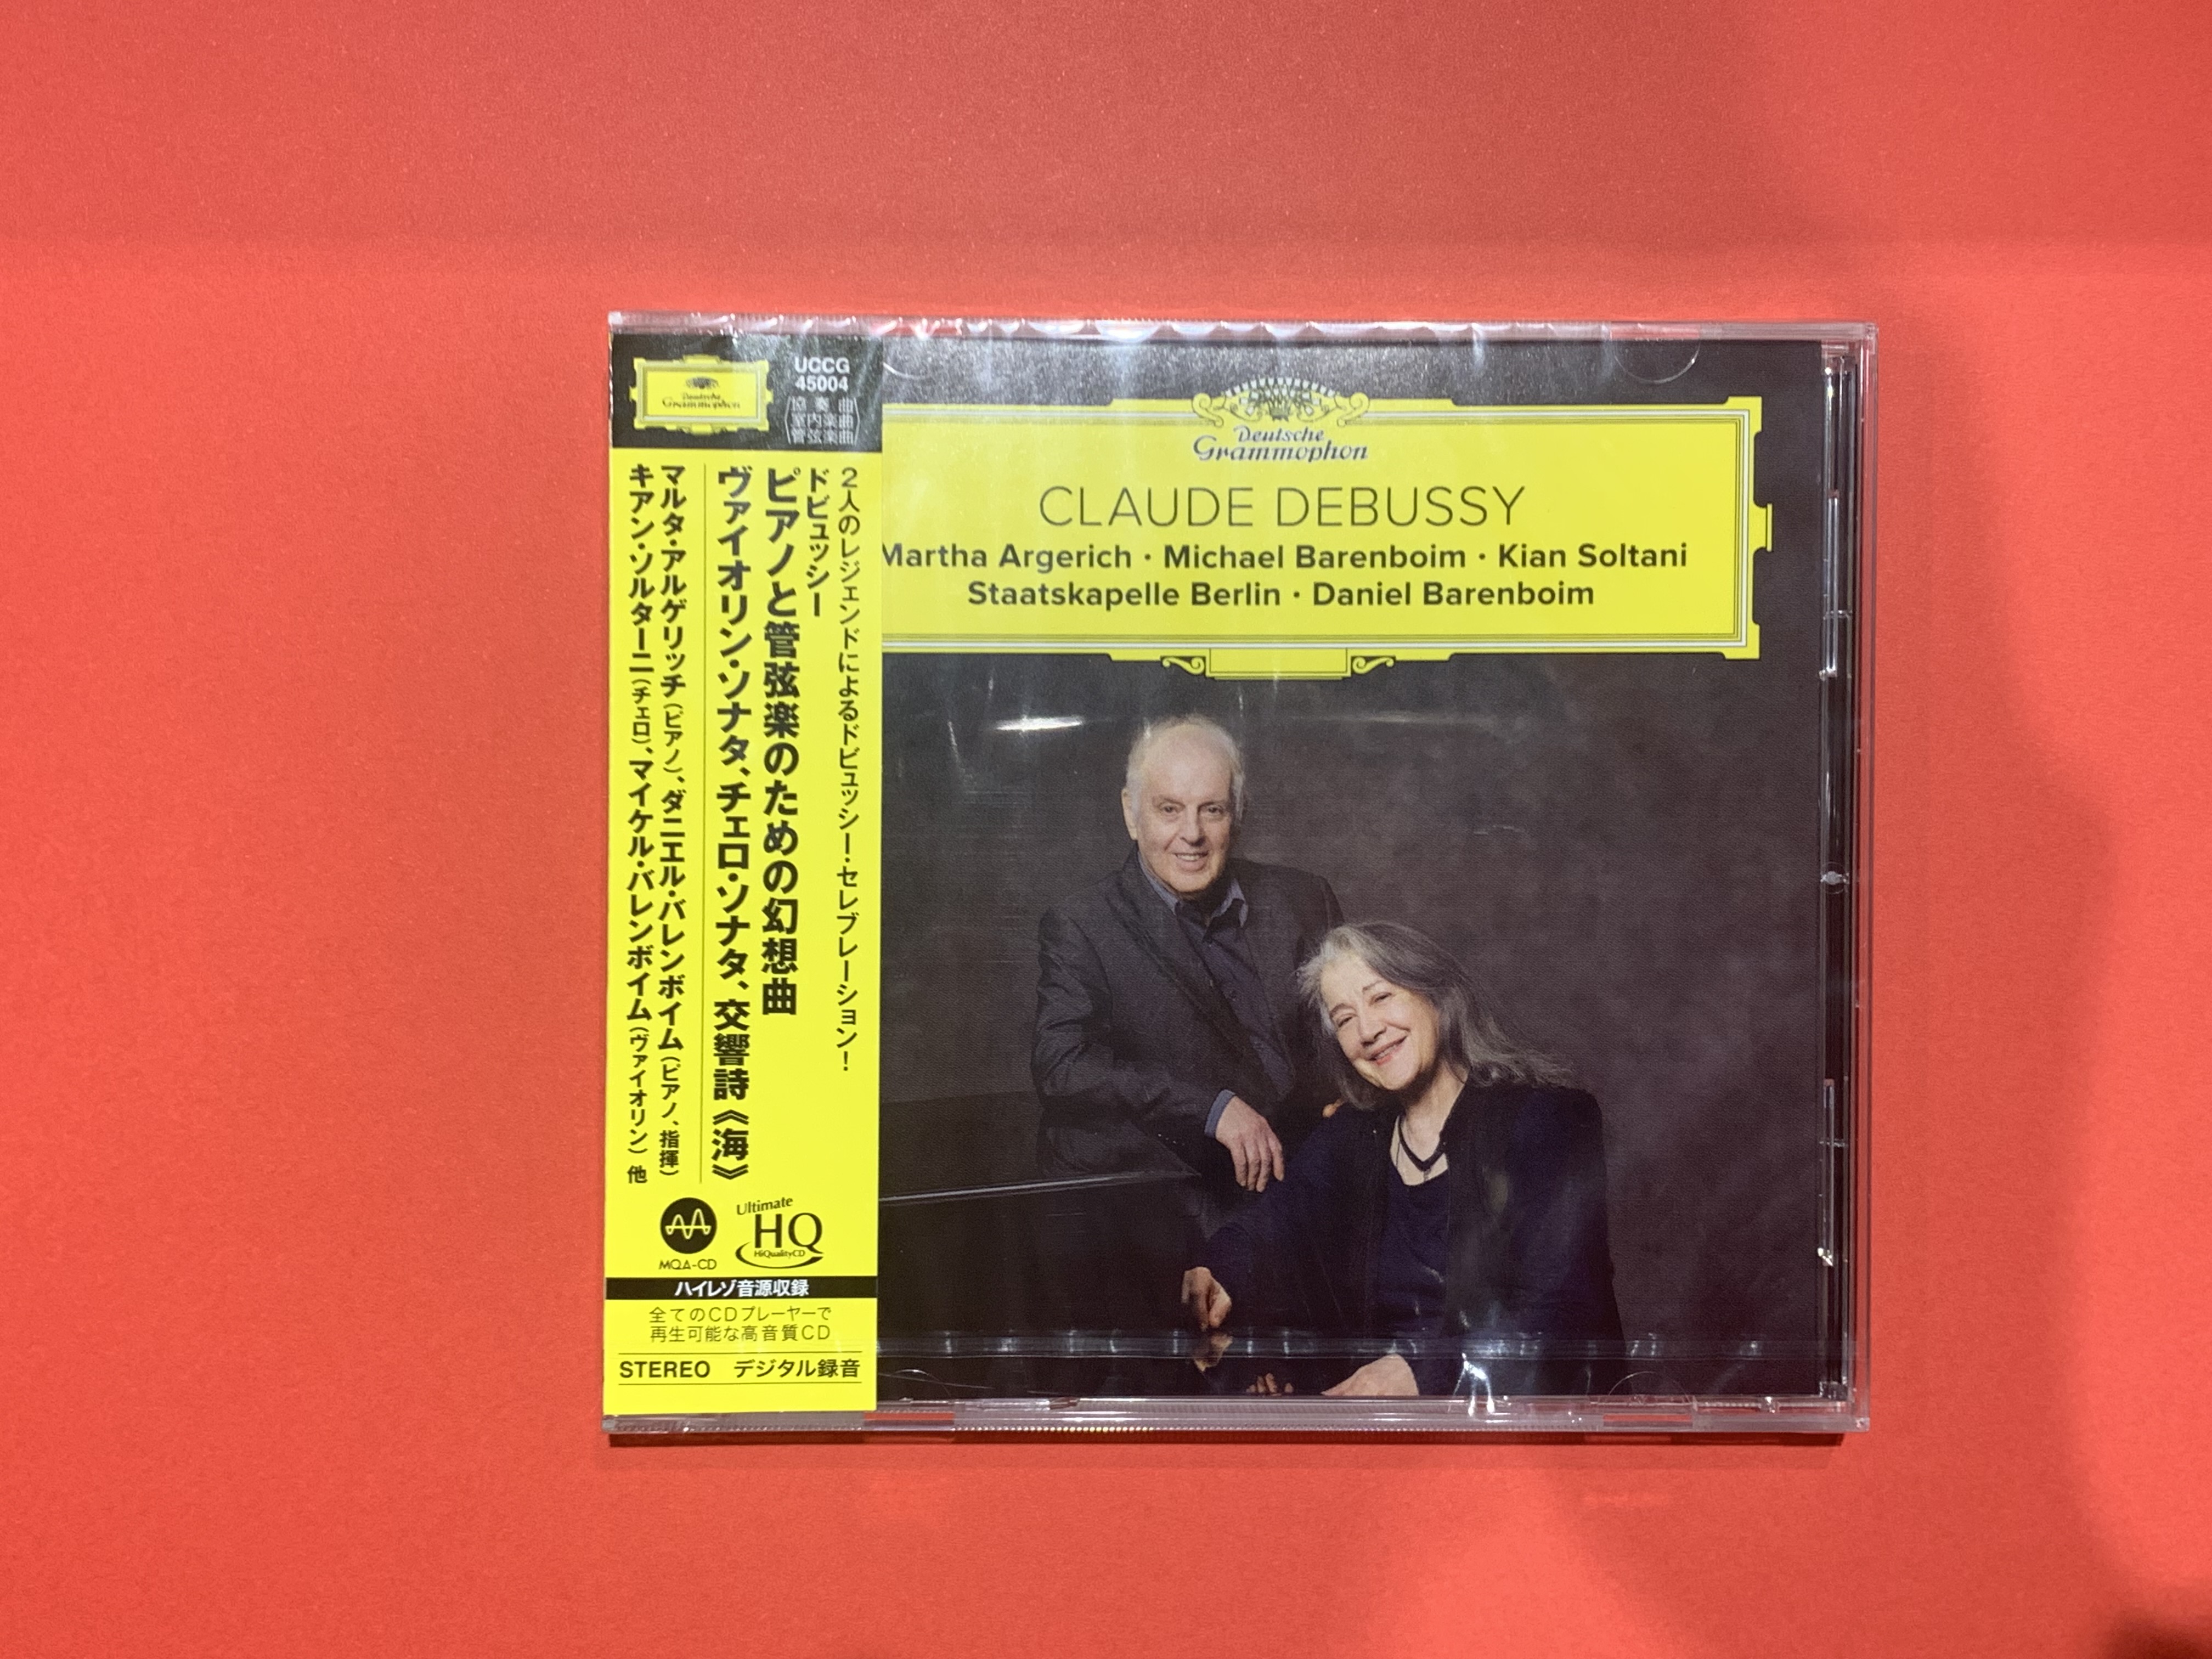 Deutsche
Grammophon
UCCG
45004
協奏曲
室内楽曲
管弦楽曲
2人のレジェンドによるドビュッシー・セレブレーション!
ドビュッシー
ピアノと管弦楽のための幻想曲
ヴァイオリン・ソナタ、チェロ・ソナタ、交響詩《海》
マルタ・アルゲリッチ(ピアノ)、ダニエル・バレンボイム(ピアノ、指揮)
キアン・ソルターニ(チェロ)、マイケル・バレンボイム(ヴァイオリン) 他
MQA-CD
Ultimate
HQ
HiQualityCD
ハイレゾ音源収録
全てのCDプレーヤーで
再生可能な高音質CD
STEREO デジタル録音
Deutsche
Grammophon
CLAUDE DEBUSSY
Martha Argerich · Michael Barenboim · Kian Soltani
Staatskapelle Berlin · Daniel Barenboim